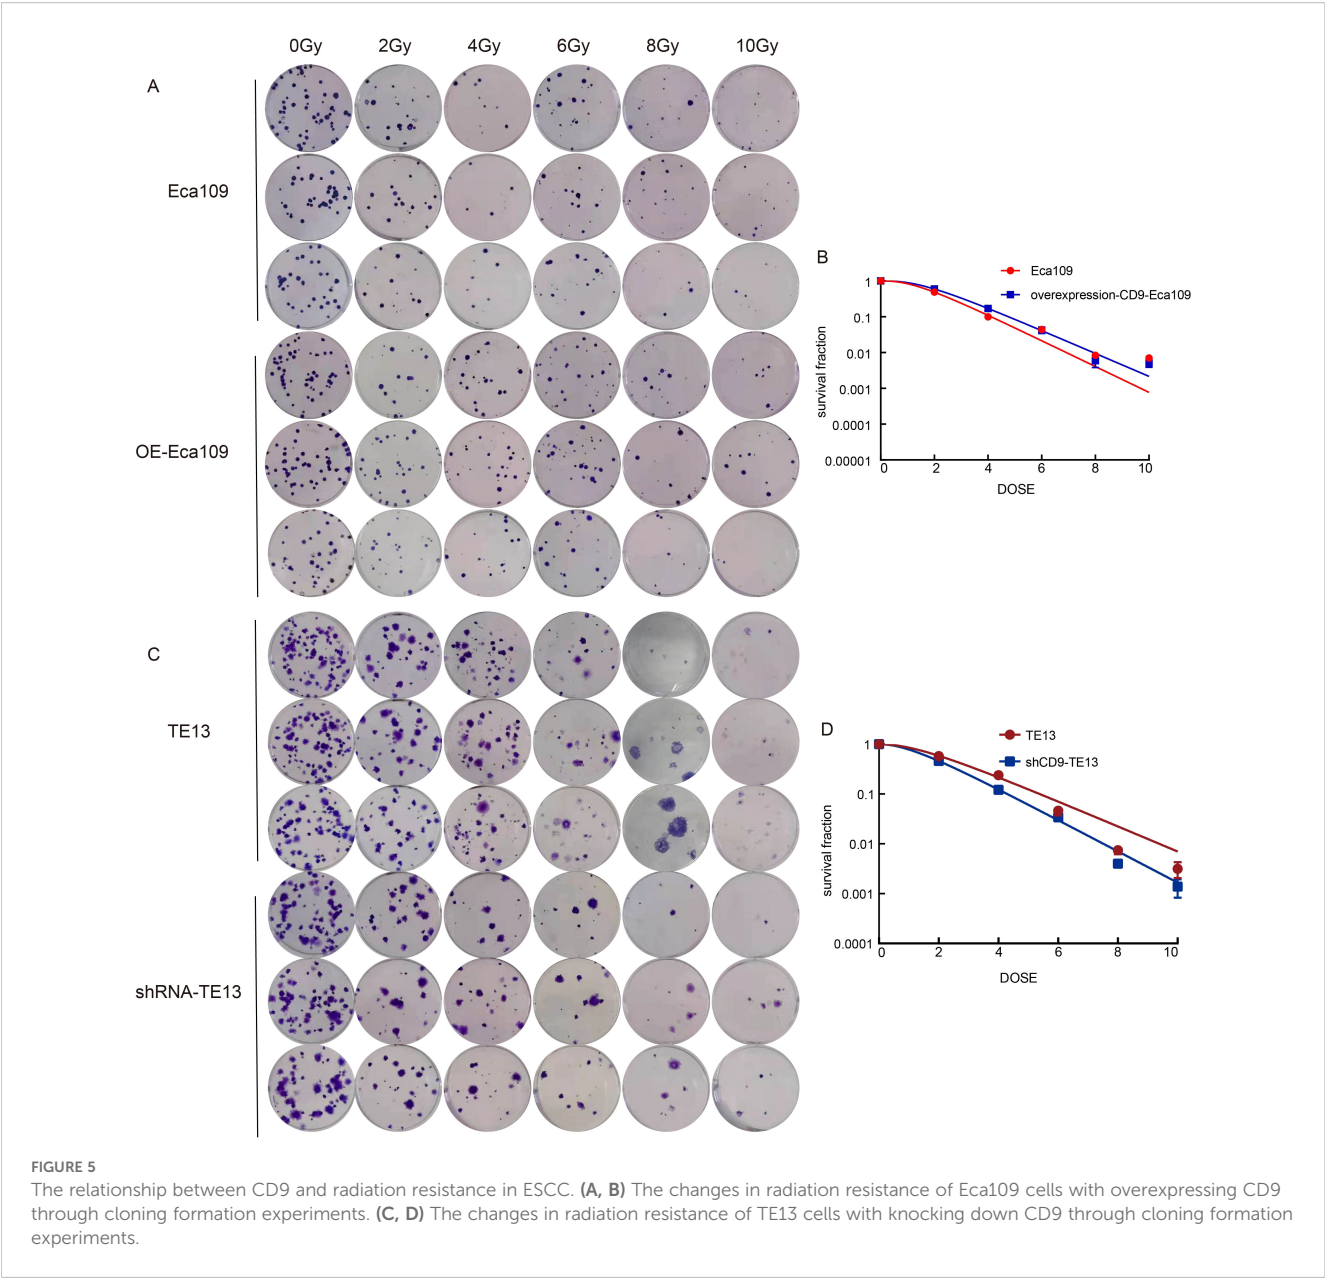 0Gy 2Gy 4Gy 6Gy 8Gy 10Gy
A
Eca109
OE-Eca109
B
Eca109
overexpression-CD9-Eca109
1
0.1
0.01
0.001
0.0001
0.00001
survival fraction
0 2 4 6 8 10
DOSE
C
TE13
shRNA-TE13
D
TE13
shCD9-TE13
1
0.1
0.01
0.001
0.0001
survival fraction
0 2 4 6 8 10
DOSE
FIGURE 5
The relationship between CD9 and radiation resistance in ESCC. (A, B) The changes in radiation resistance of Eca109 cells with overexpressing CD9
through cloning formation experiments. (C, D) The changes in radiation resistance of TE13 cells with knocking down CD9 through cloning formation
experiments.